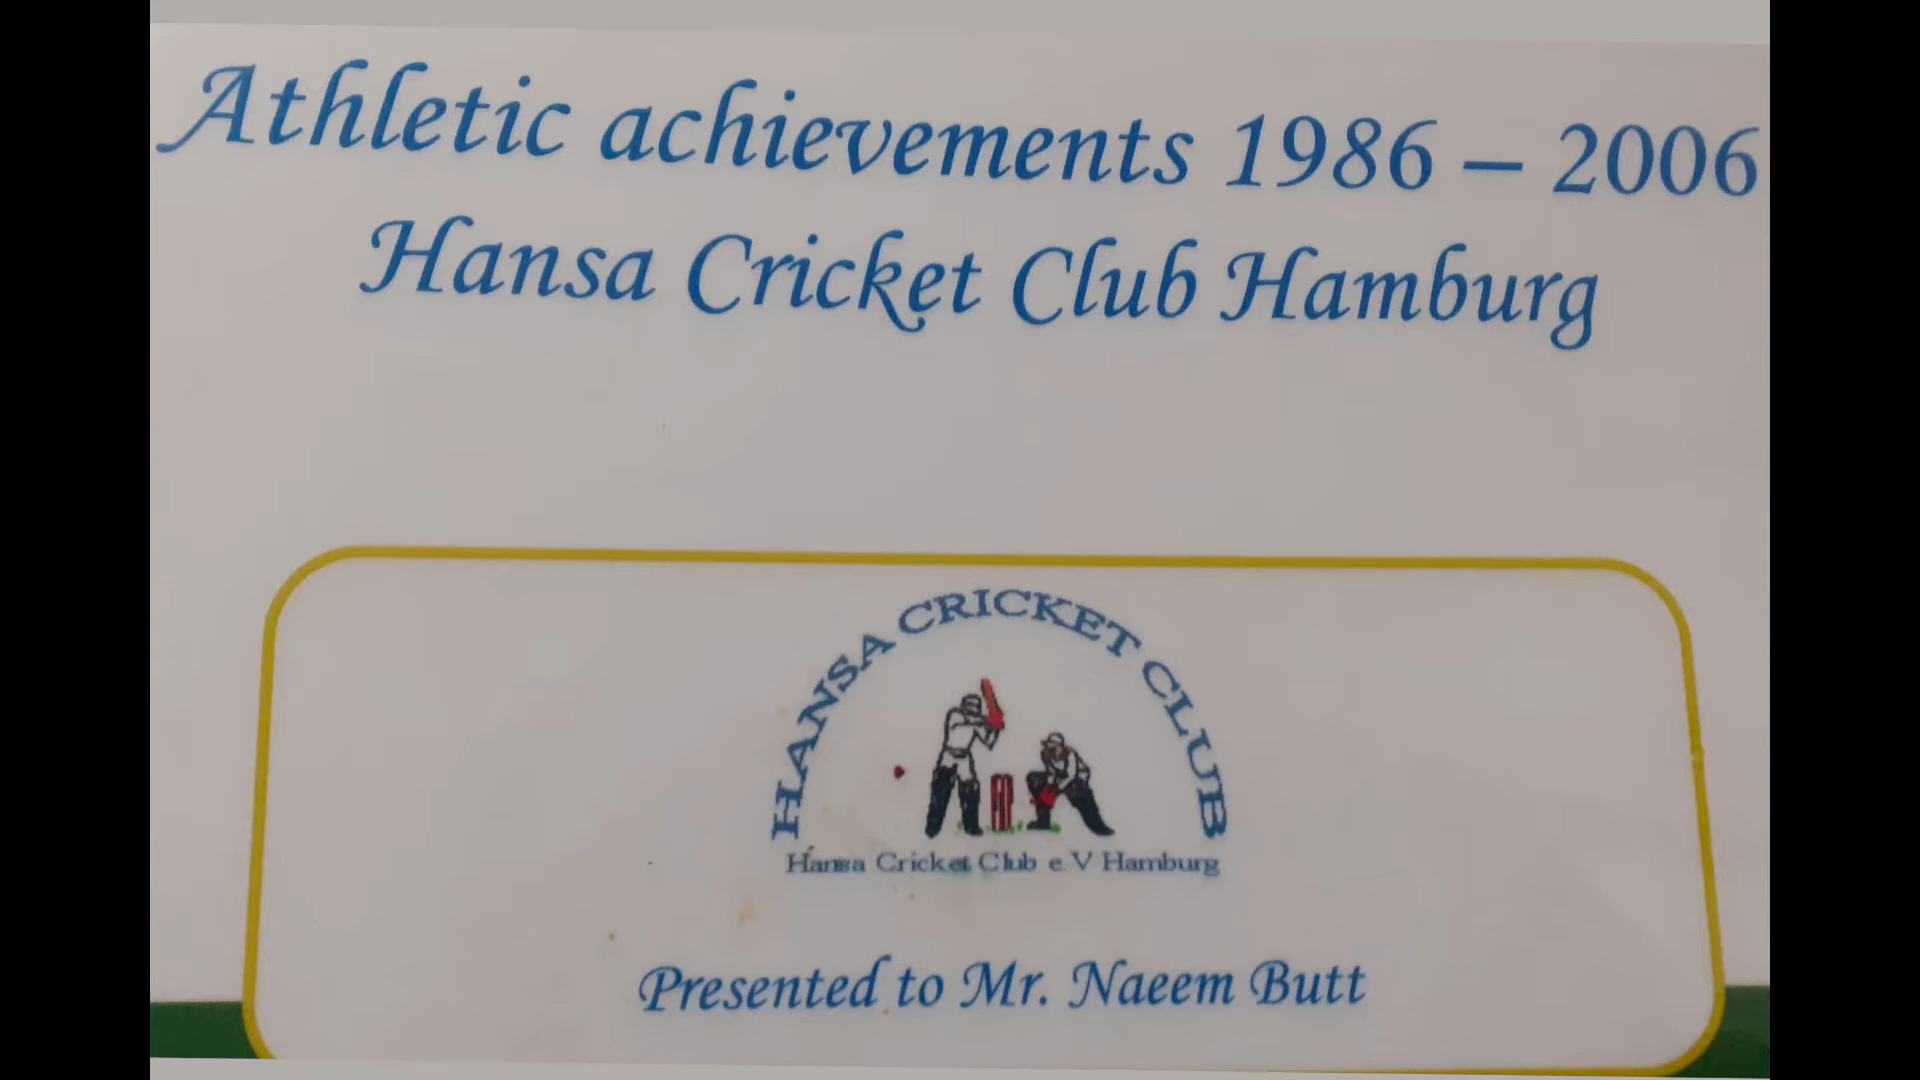 Athletic achievements 1986 – 2006
Hansa Cricket Club Hamburg
HANSA CRICKET CLUB
Hansa Cricket Club e.V Hamburg
Presented to Mr. Naeem Butt